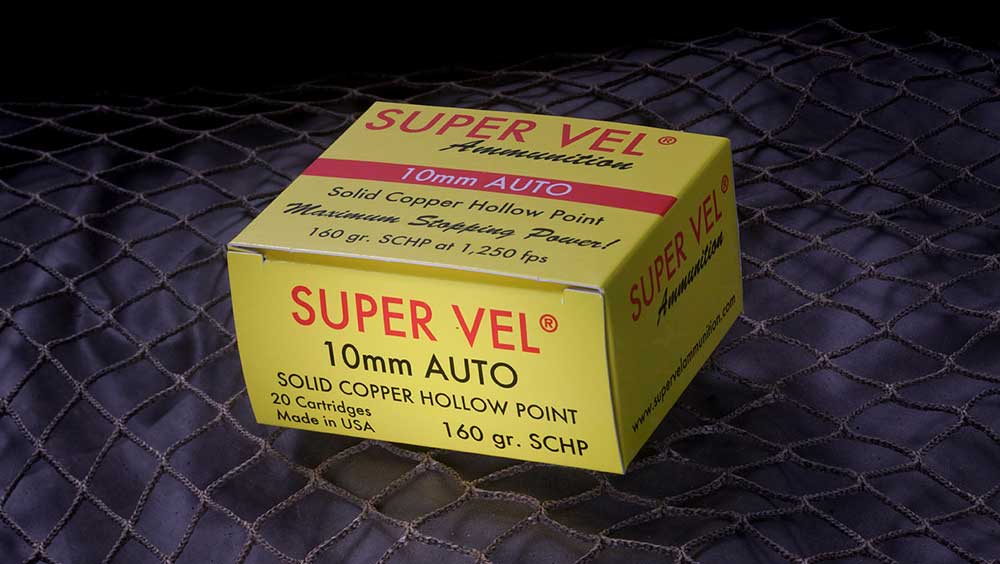 SUPER VEL®
Ammunition
10mm AUTO
Solid Copper Hollow Point
Maximum Stopping Power!
160 gr. SCHP at 1,250 fps
SUPER VEL®
10mm AUTO
SOLID COPPER HOLLOW POINT
20 Cartridges
Made in USA
160 gr. SCHP
SUPER VEL®
Ammunition
www.supervelammunition.com